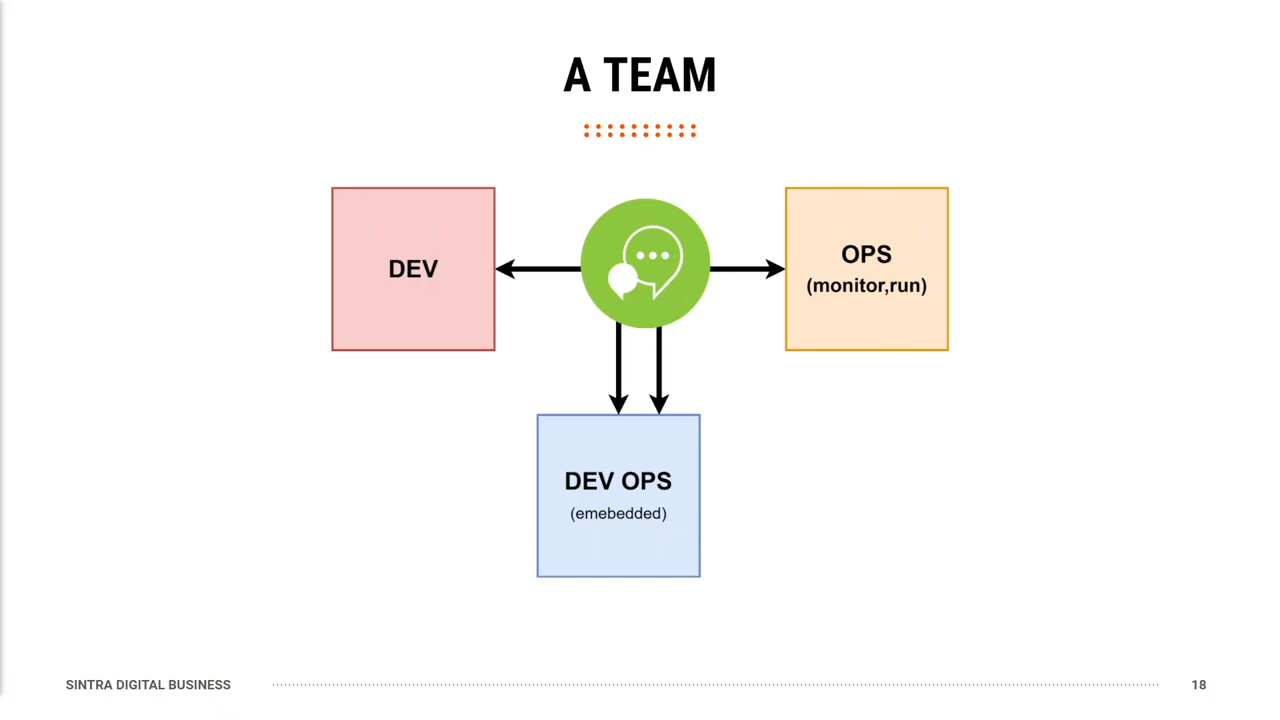 A TEAM
DEV
OPS
(monitor,run)
DEV OPS
(emebedded)
SINTRA DIGITAL BUSINESS
18